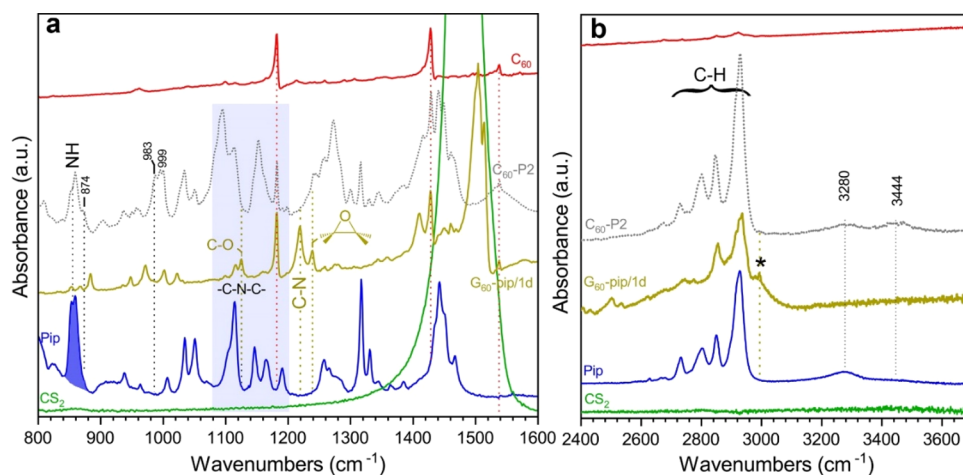 a
C60
NH
874
983
999
C60-P2
C-O
O
-C-N-C-
C-N
G60-pip/1d
Pip
CS2
Absorbance (a.u.)
800 900 1000 1100 1200 1300 1400 1500 1600
Wavenumbers (cm-1)
b
C-H
3280
3444
C60-P2
*
G60-pip/1d
Pip
CS2
Absorbance (a.u.)
2400 2600 2800 3000 3200 3400 3600
Wavenumbers (cm-1)